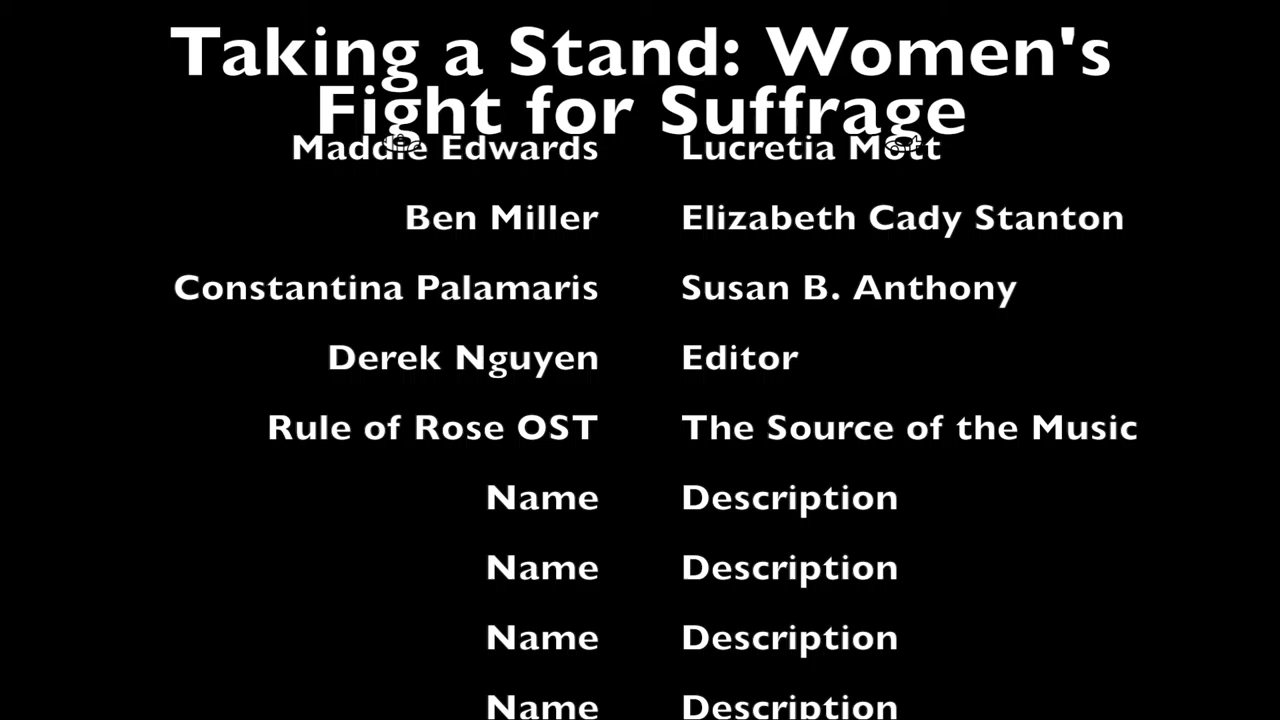 Taking a Stand: Women's
Fight for Suffrage
Maddie Edwards Lucretia Mott
Ben Miller Elizabeth Cady Stanton
Constantina Palamaris Susan B. Anthony
Derek Nguyen Editor
Rule of Rose OST The Source of the Music
Name Description
Name Description
Name Description
Name Description